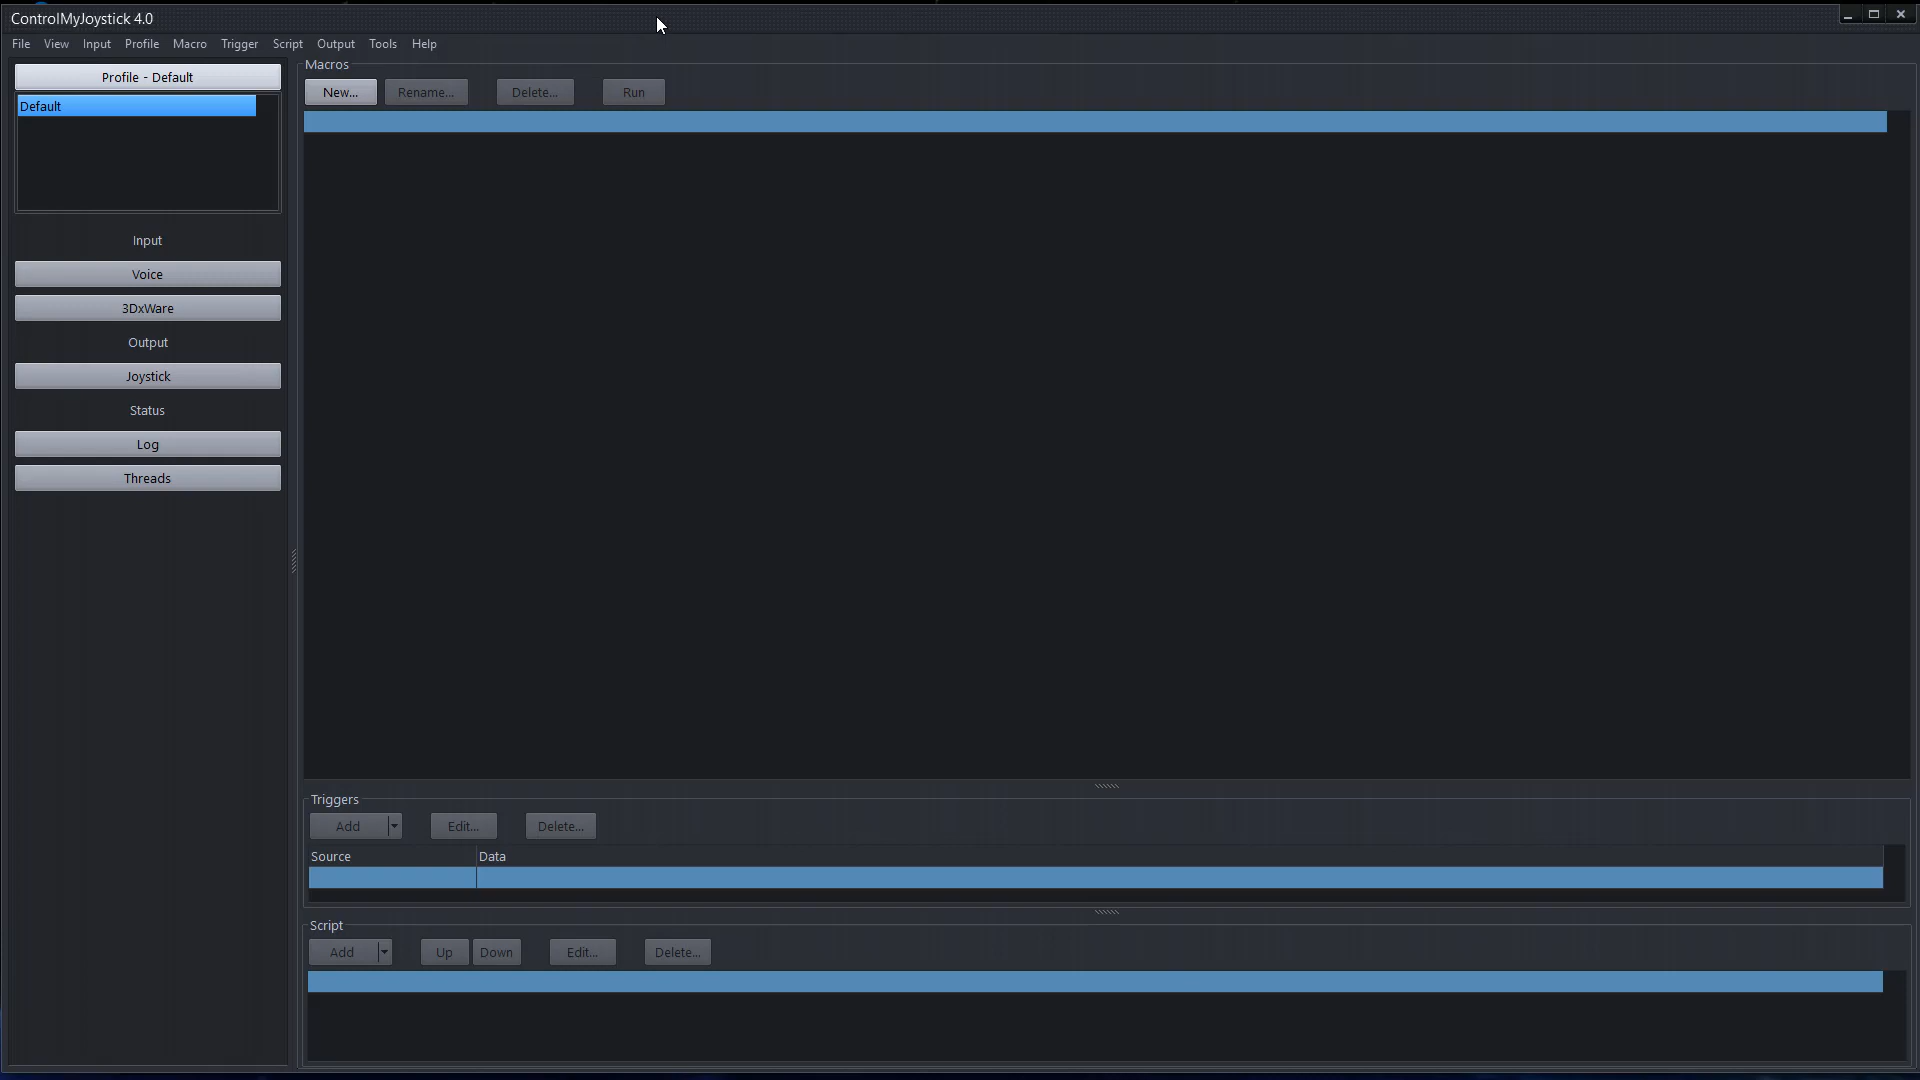 ControlMyJoystick 4.0
File View Input Profile Macro Trigger Script Output Tools Help
Profile - Default
Default
Input
Voice
3DxWare
Output
Joystick
Status
Log
Threads
Macros
New... Rename... Delete... Run
Triggers
Add Edit... Delete...
Source Data
Script
Add Up Down Edit... Delete...